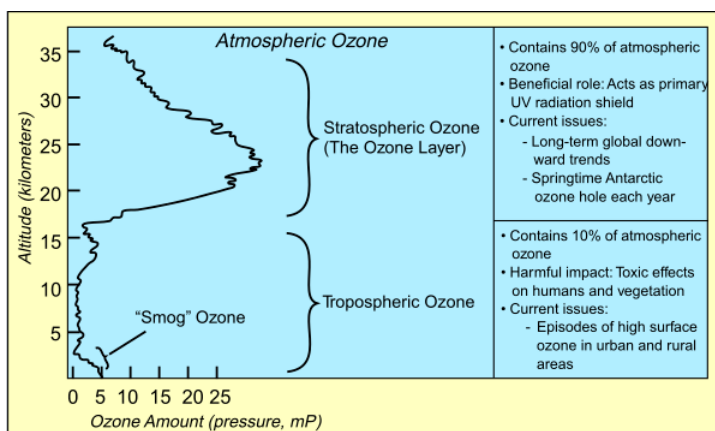 Atmospheric Ozone
Altitude (kilometers)
35
30
25
20
15
10
5
0 5 10 15 20 25
Ozone Amount (pressure, mP)
Stratospheric Ozone
(The Ozone Layer)
Tropospheric Ozone
“Smog” Ozone
• Contains 90% of atmospheric
ozone
• Beneficial role: Acts as primary
UV radiation shield
• Current issues:
- Long-term global down-
ward trends
- Springtime Antarctic
ozone hole each year
• Contains 10% of atmospheric
ozone
• Harmful impact: Toxic effects
on humans and vegetation
• Current issues:
- Episodes of high surface
ozone in urban and rural
areas